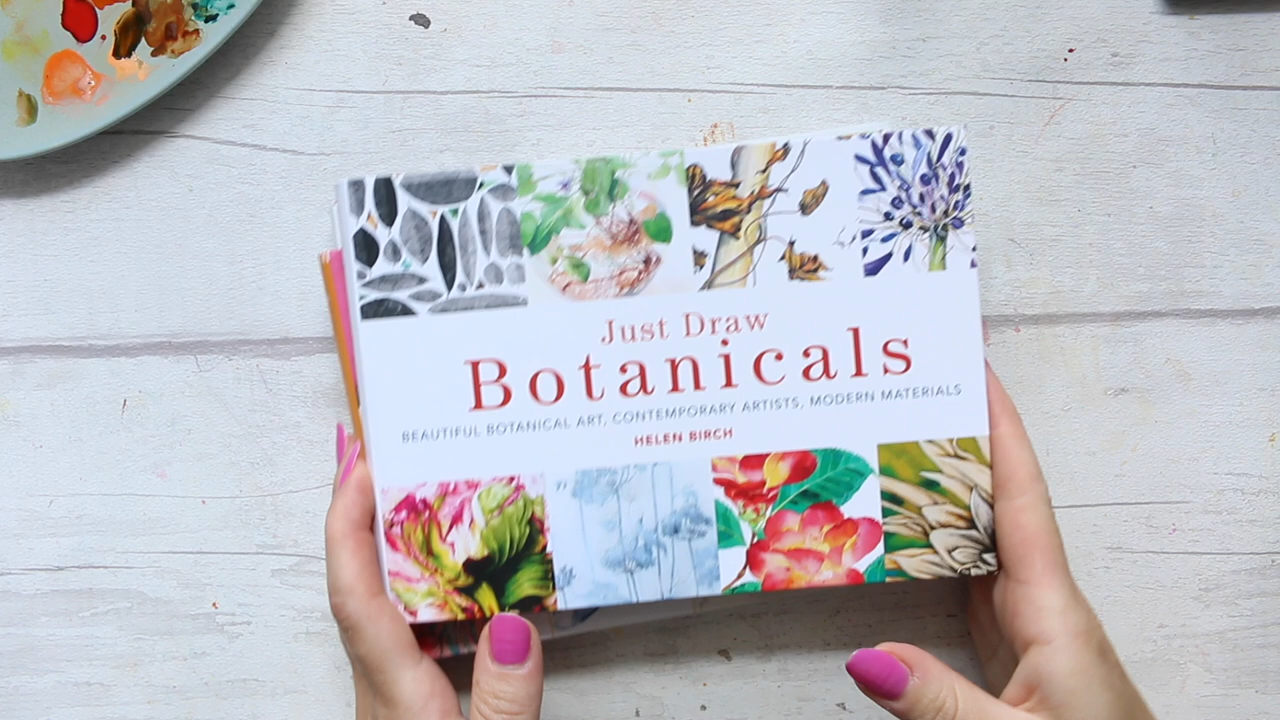 Just Draw
Botanicals
BEAUTIFUL BOTANICAL ART, CONTEMPORARY ARTISTS, MODERN MATERIALS
HELEN BIRCH